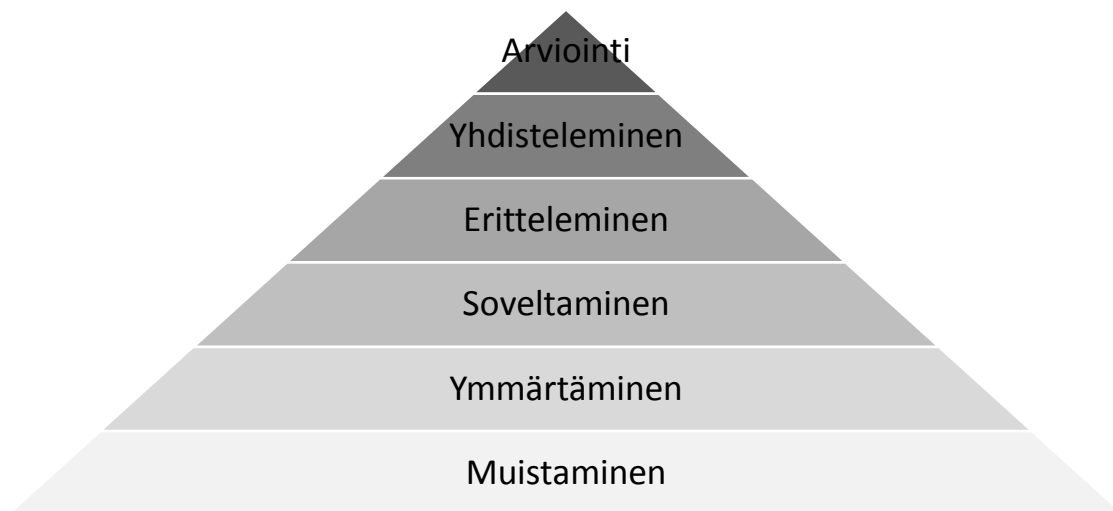 Arviointi
Yhdisteleminen
Eritteleminen
Soveltaminen
Ymmärtäminen
Muistaminen